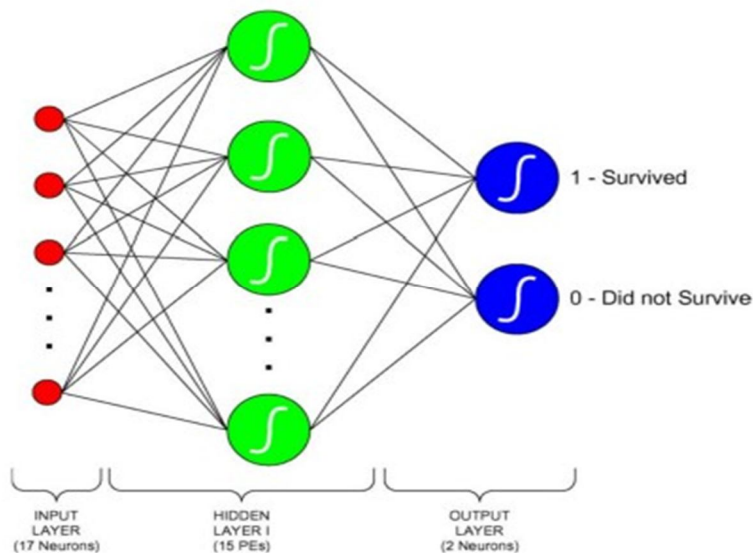 1 - Survived
0 - Did not Survive
INPUT
LAYER
(17 Neurons)
HIDDEN
LAYER I
(15 PEs)
OUTPUT
LAYER
(2 Neurons)